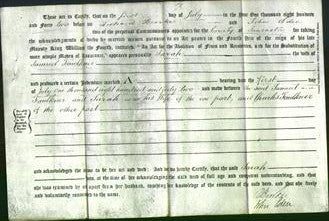 These are to Certify, that on the first day of July in the year One thousand eight hundred
and Forty two before us
two of the perpetual Commissioners appointed for the County of Lancaster for taking
the acknowledgments of deeds by married women, pursuant to an Act passed in the Fourth year of the reign of his late
Majesty King William the Fourth, intituled, "An Act for the Abolition of Fines and Recoveries, and for the Substitution of
more simple Modes of Assurance," appeared personally Sarah
Samuel
and produced a certain Indenture marked A bearing date the first
day of July one thousand eight hundred and forty two and made between the said Samuel
Faulkner and Sarah his wife of the one part, and Charles Faulkner
of the other part
and acknowledged the same to be her act and deed. And we do hereby Certify, that the said Sarah
was, at the time of her acknowledging the said deed of full age and competent understanding, and that
she was examined by us apart from her husband, touching her knowledge of the contents of the said deed, and that she freely and
voluntarily consented to the same.